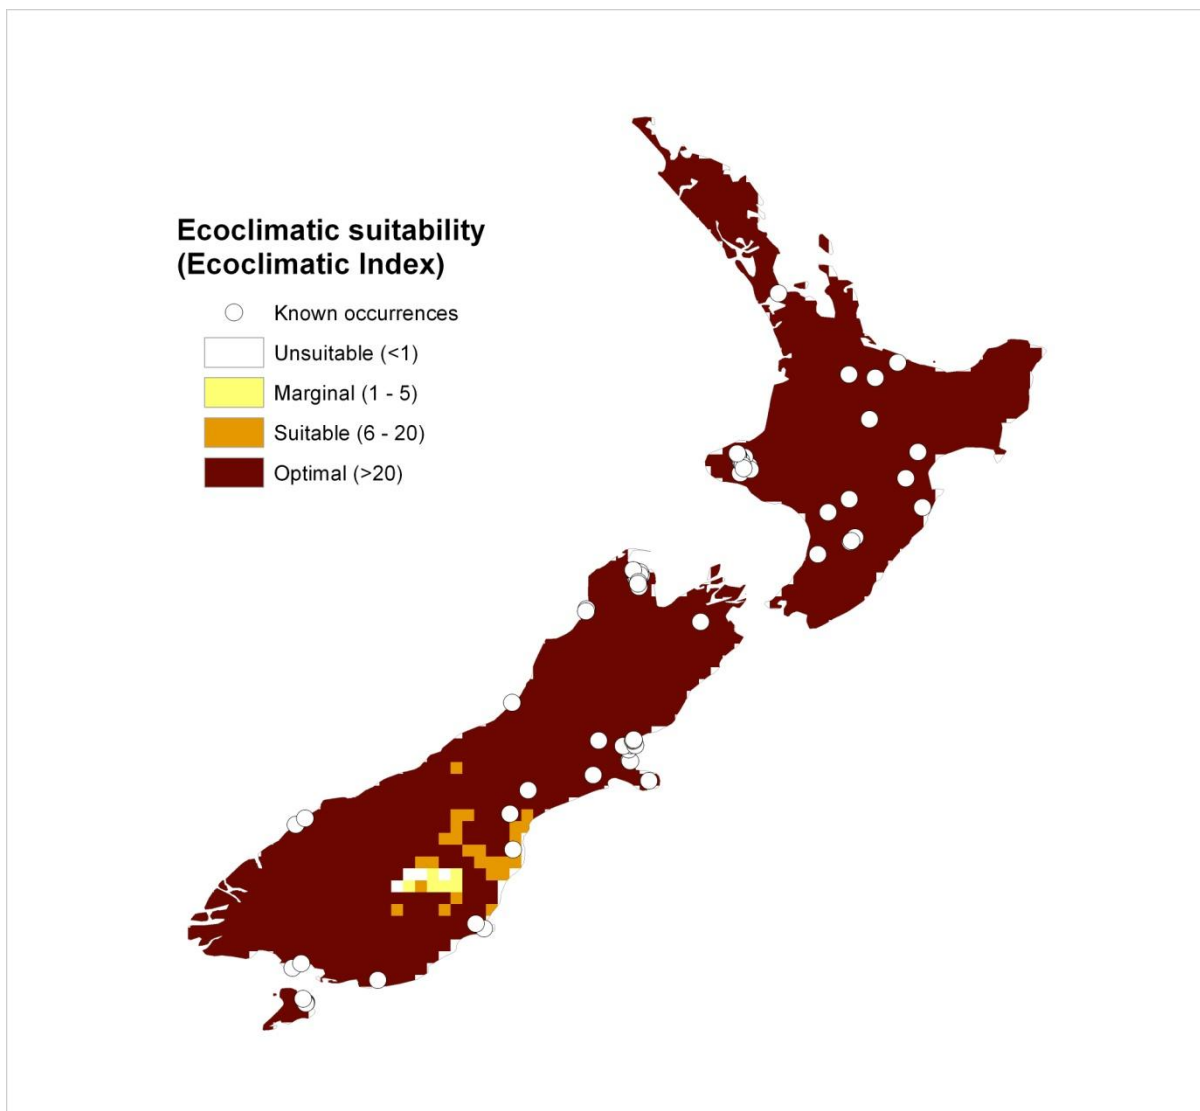 Ecoclimatic suitability
(Ecoclimatic Index)
Known occurrences
Unsuitable (<1)
Marginal (1 - 5)
Suitable (6 - 20)
Optimal (>20)